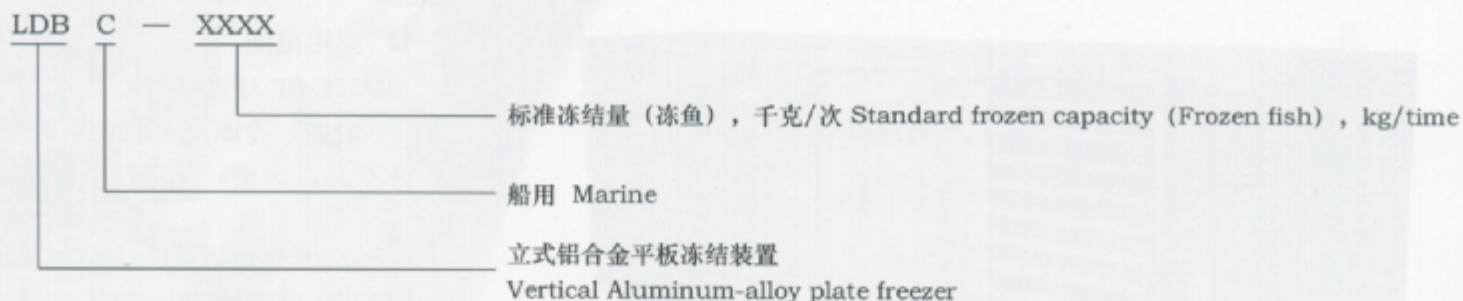 LDB C — XXXX
标准冻结量（冻鱼），千克/次 Standard frozen capacity (Frozen fish) , kg/time
船用 Marine
立式铝合金平板冻结装置
Vertical Aluminum-alloy plate freezer